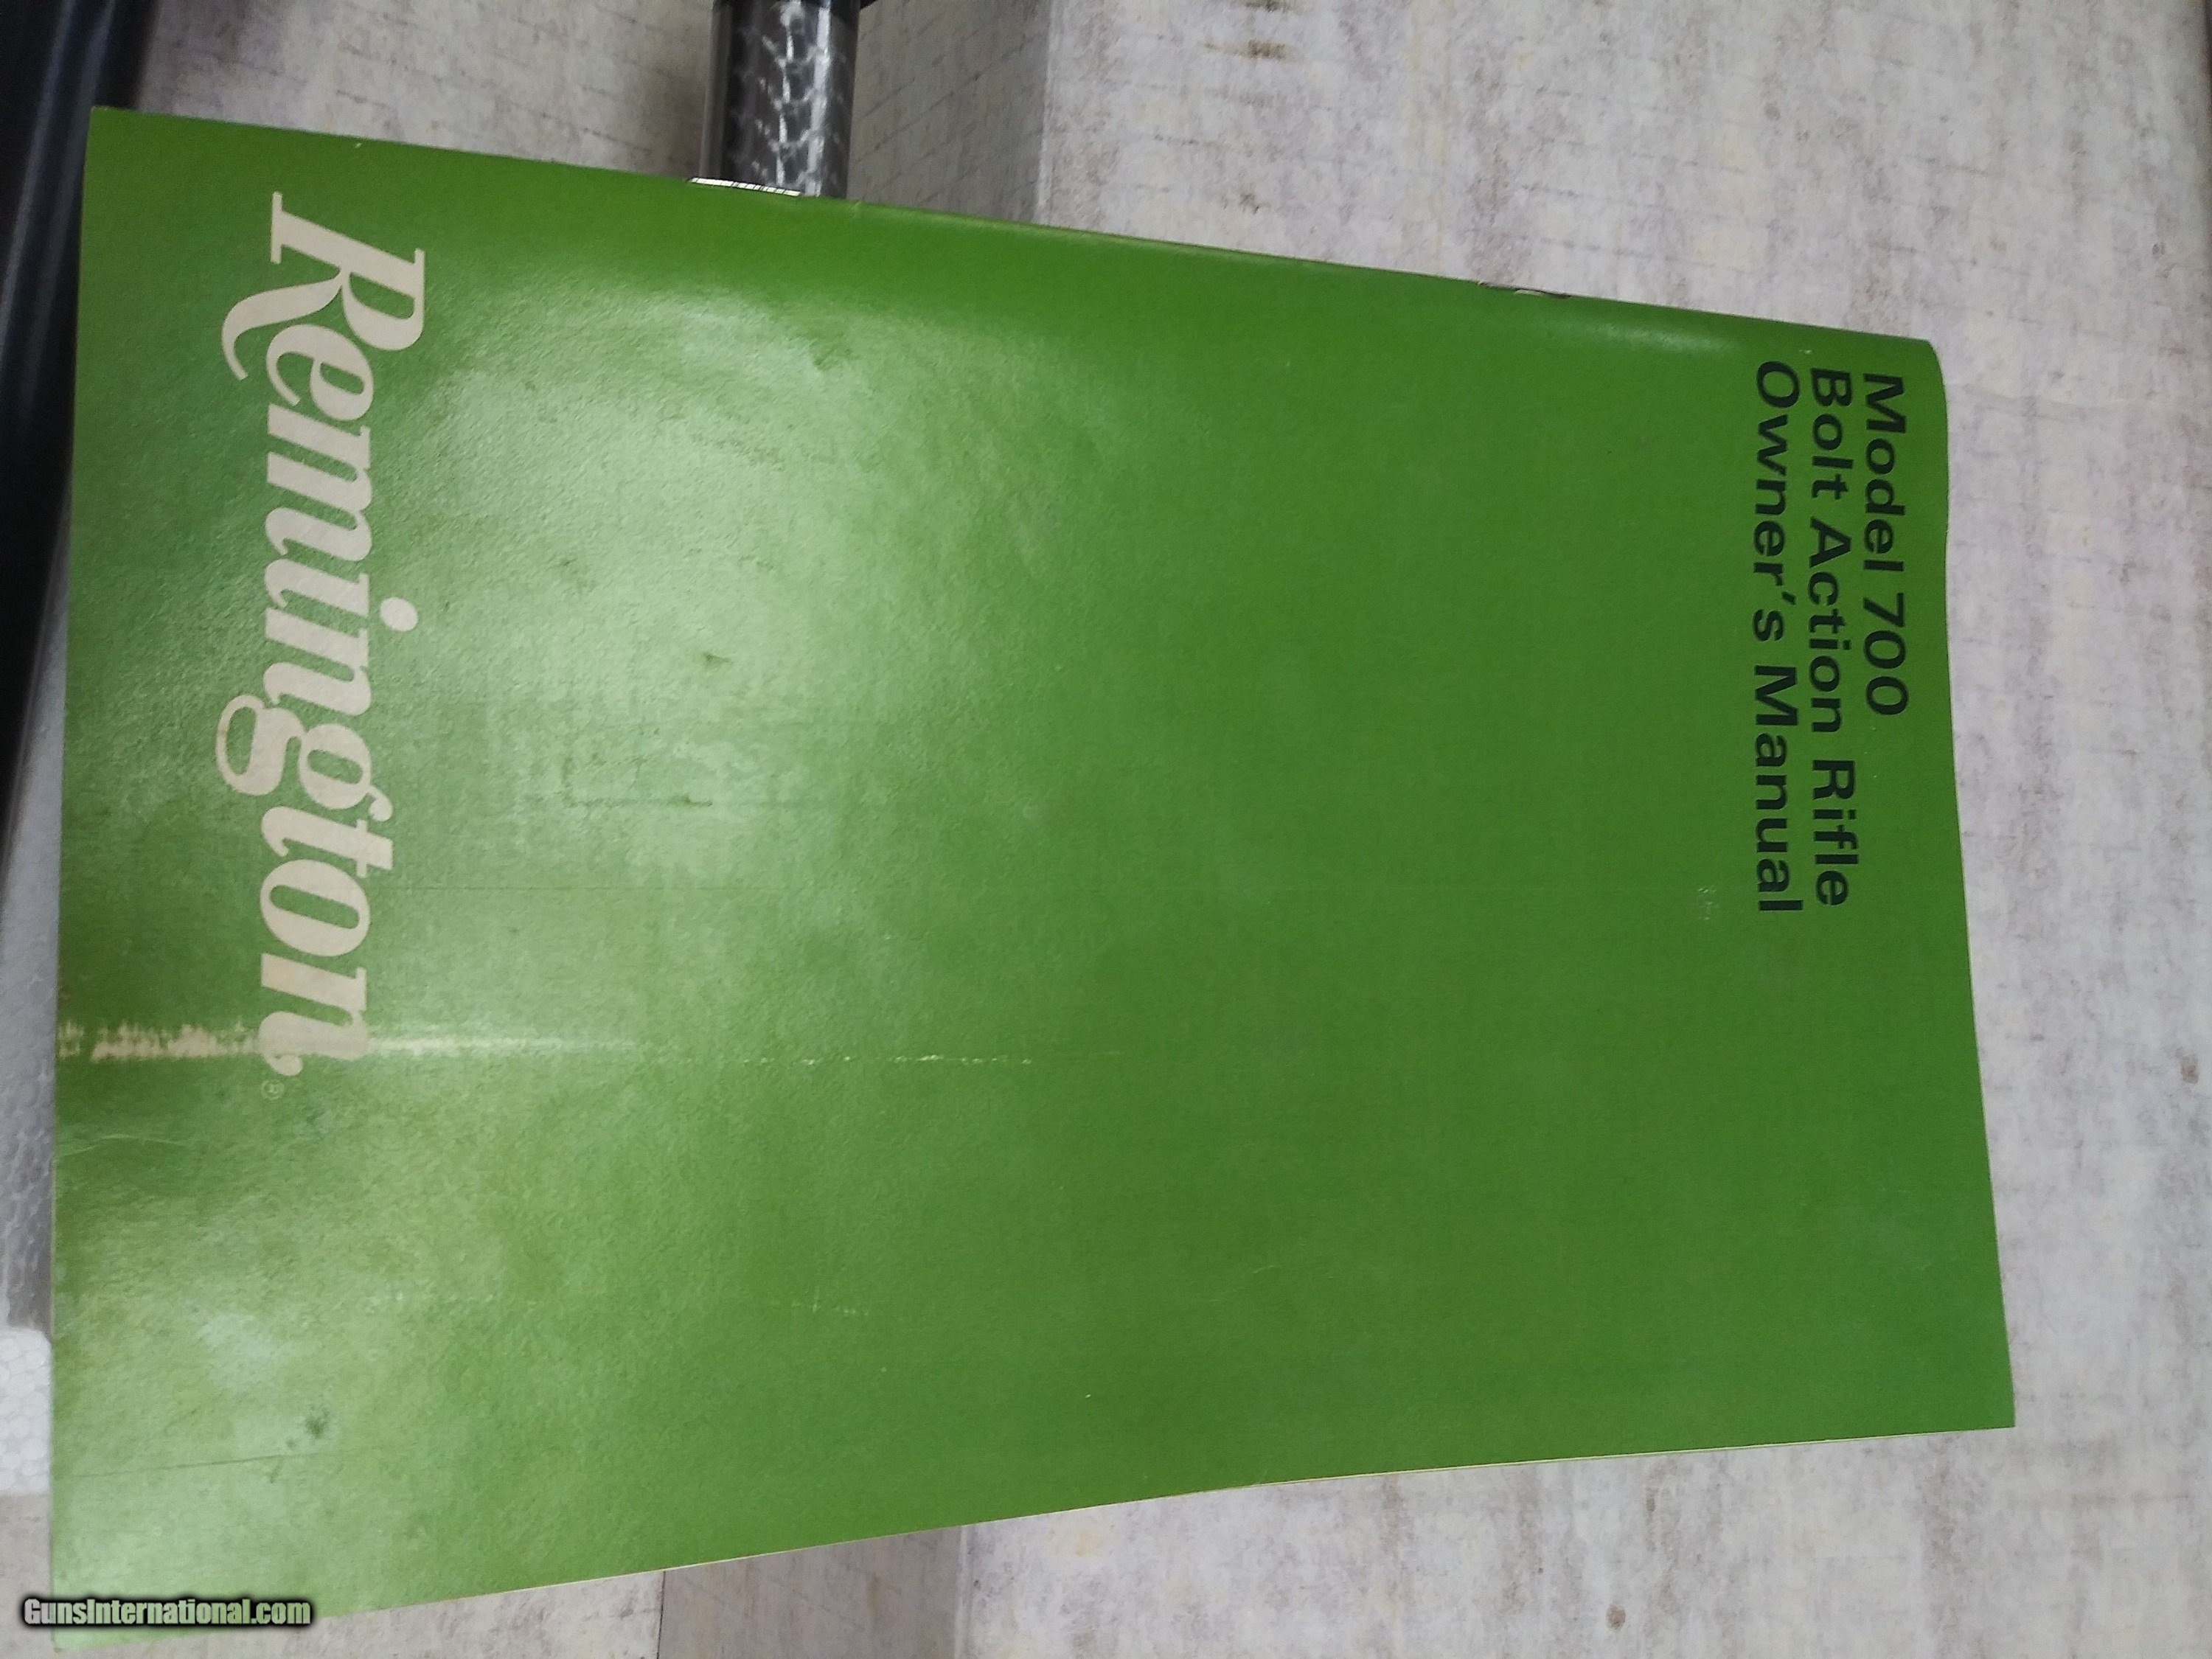 Model 700
Bolt Action Rifle
Owner's Manual
Remington®
GunsInternational.com